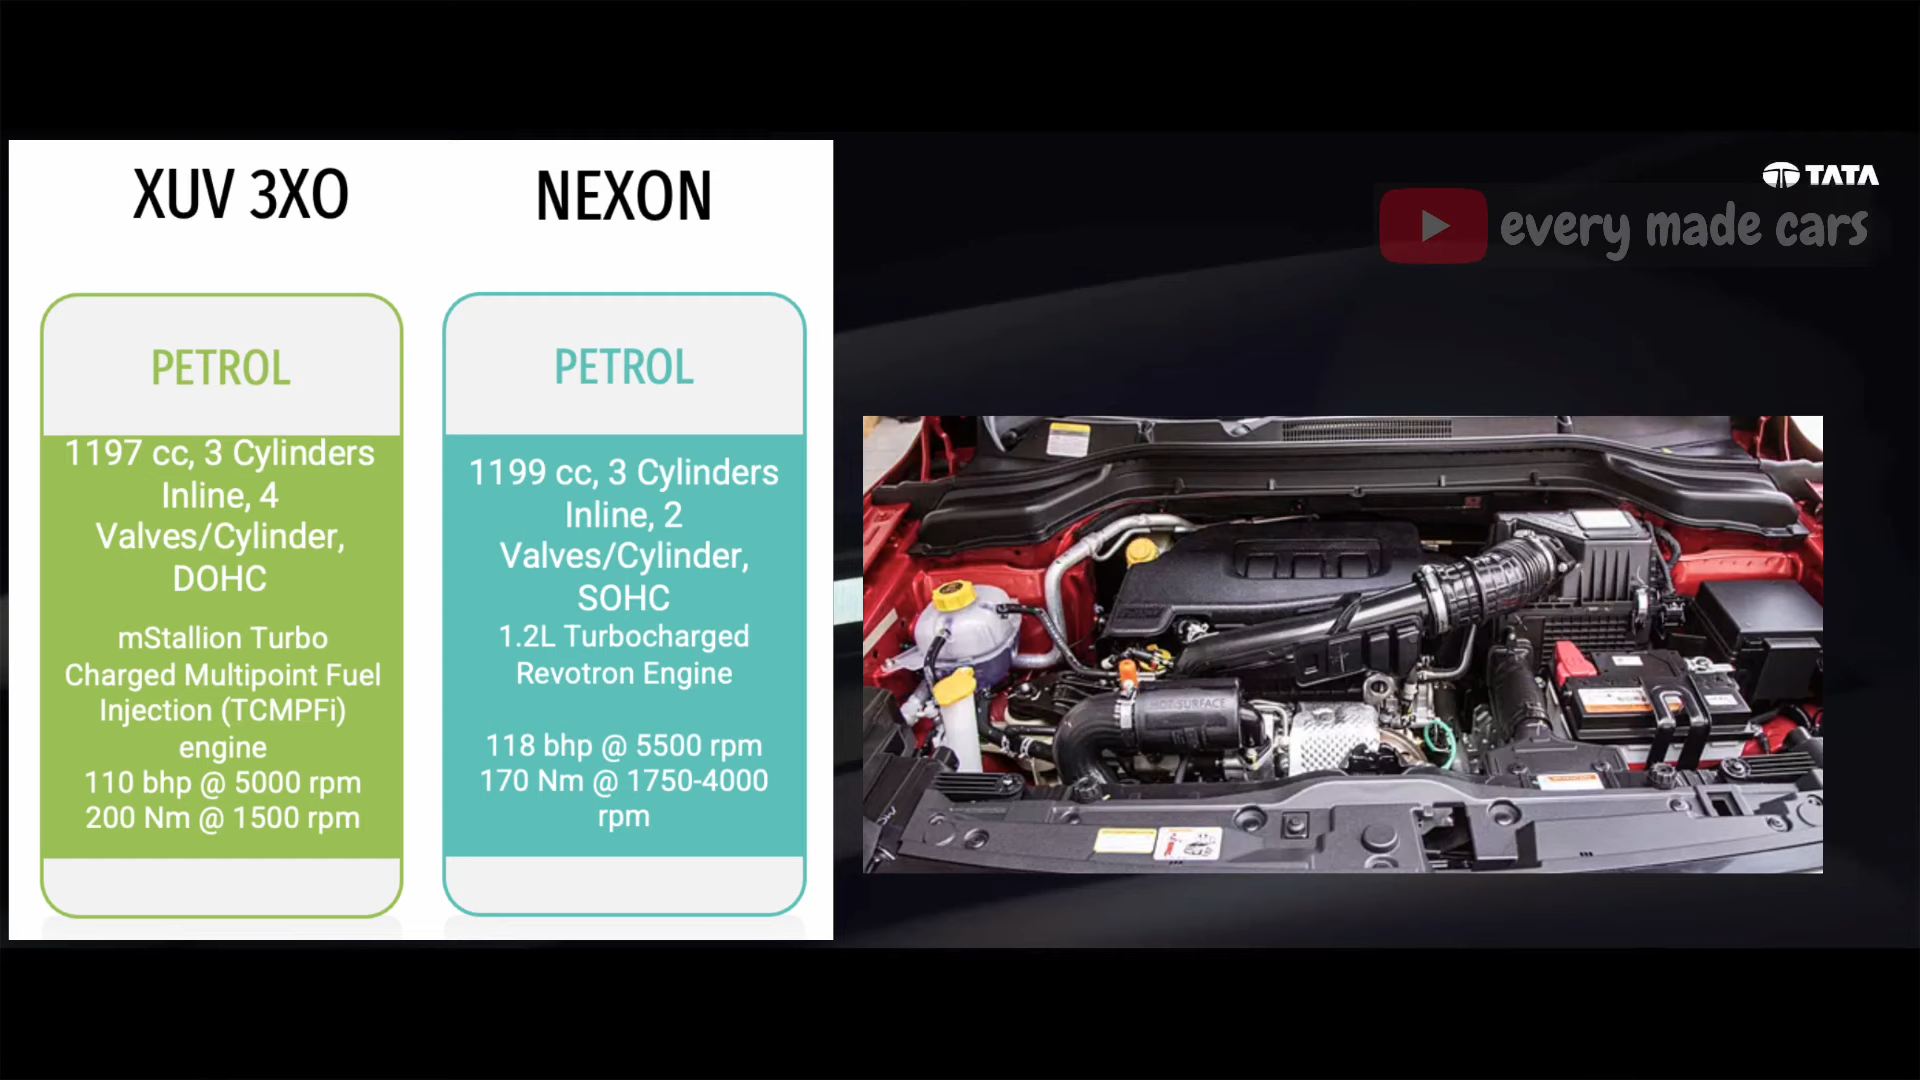 XUV 3XO
NEXON
PETROL
1197 cc, 3 Cylinders
Inline, 4
Valves/Cylinder,
DOHC
mStallion Turbo
Charged Multipoint Fuel
Injection (TCMPFi)
engine
110 bhp @ 5000 rpm
200 Nm @ 1500 rpm
PETROL
1199 cc, 3 Cylinders
Inline, 2
Valves/Cylinder,
SOHC
1.2L Turbocharged
Revotron Engine
118 bhp @ 5500 rpm
170 Nm @ 1750-4000
rpm
TATA
every made cars
HOT SURFACE